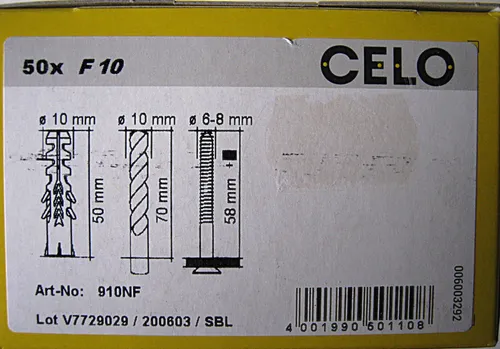 50x F 10
CELO
ø 10 mm
ø 10 mm
ø 6-8 mm
50 mm
70 mm
58 mm +
Art-No: 910NF
Lot V7729029 / 200603 / SBL
4 001990 501108
006003292